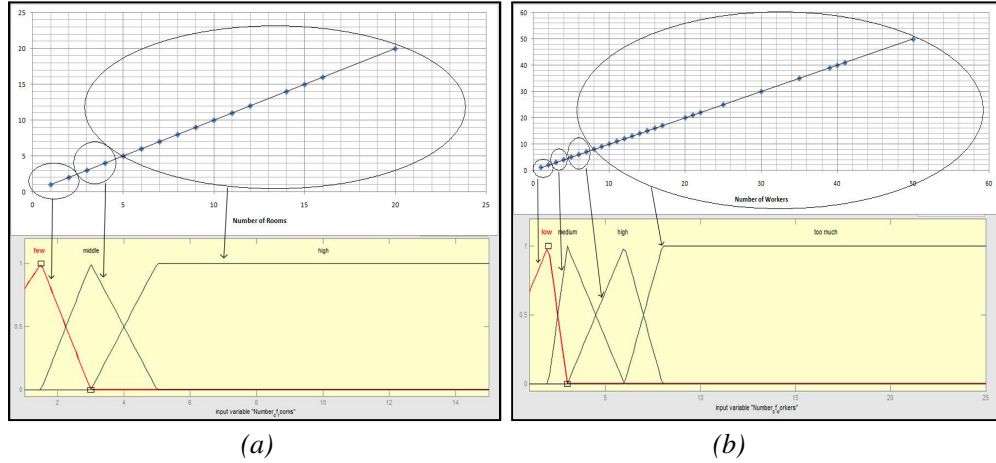 25
20
15
10
5
0
0 5 10 15 20 25
Number of Rooms
few middle high
1
0.5
0
2 4 6 8 10 12 14
input variable "Number_of_rooms"
(a)
60
50
40
30
20
10
0
0 10 20 30 40 50 60
Number of Workers
low medium high too much
1
0.5
0
5 10 15 20 25
input variable "Number_of_workers"
(b)